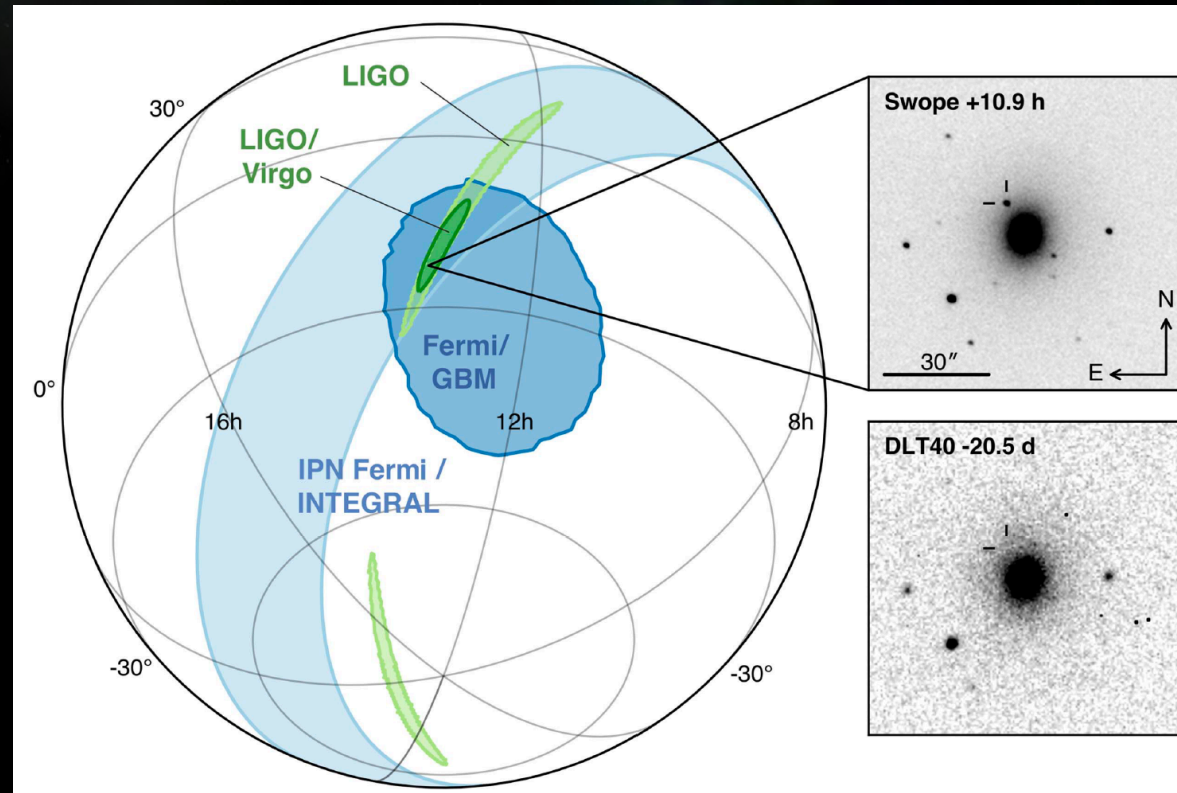 LIGO
30°
LIGO/
Virgo
Swope +10.9 h
N
30″
E
Fermi/
GBM
0°
16h
12h
8h
IPN Fermi /
INTEGRAL
DLT40 -20.5 d
-30°
-30°